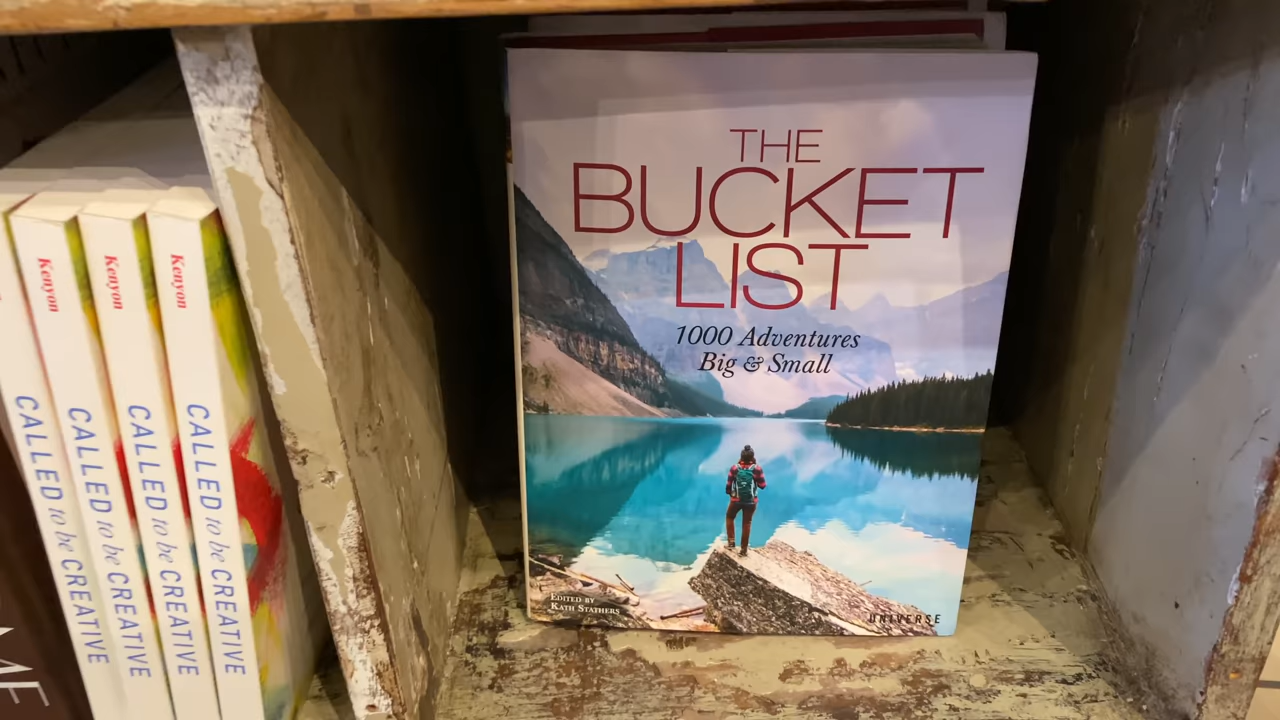 THE
BUCKET
LIST
1000 Adventures
Big & Small
EDITED BY
KATH STATHERS
UNIVERSE
Kenyon
CALLED to be CREATIVE
Kenyon
CALLED to be CREATIVE
Kenyon
CALLED to be CREATIVE
CALLED to be CREATIVE